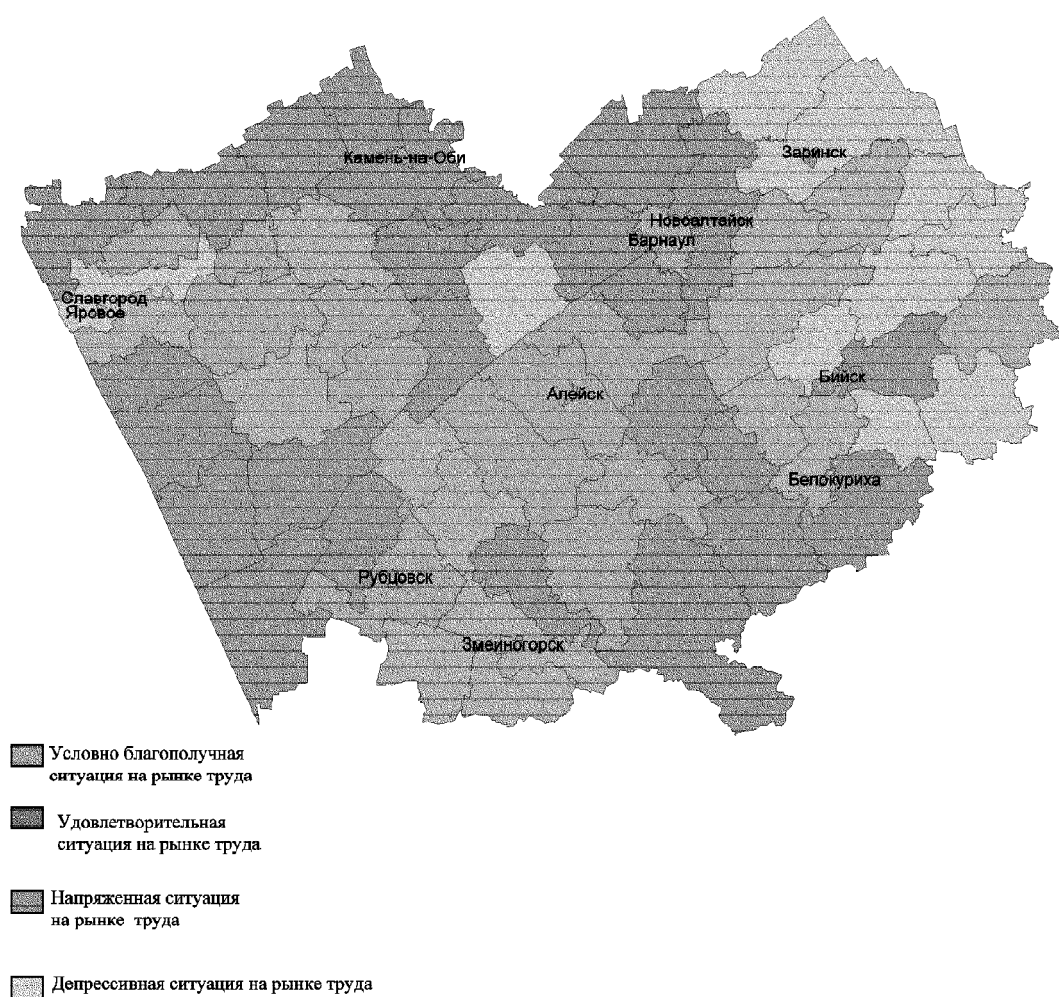 Камень-на-Оби
Заринск
Новоалтайск
Барнаул
Славгород
Яровое
Бийск
Алейск
Белокуриха
Рубцовск
Змеиногорск
Условно благополучная
ситуация на рынке труда
Удовлетворительная
ситуация на рынке труда
Напряженная ситуация
на рынке труда
Депрессивная ситуация на рынке труда